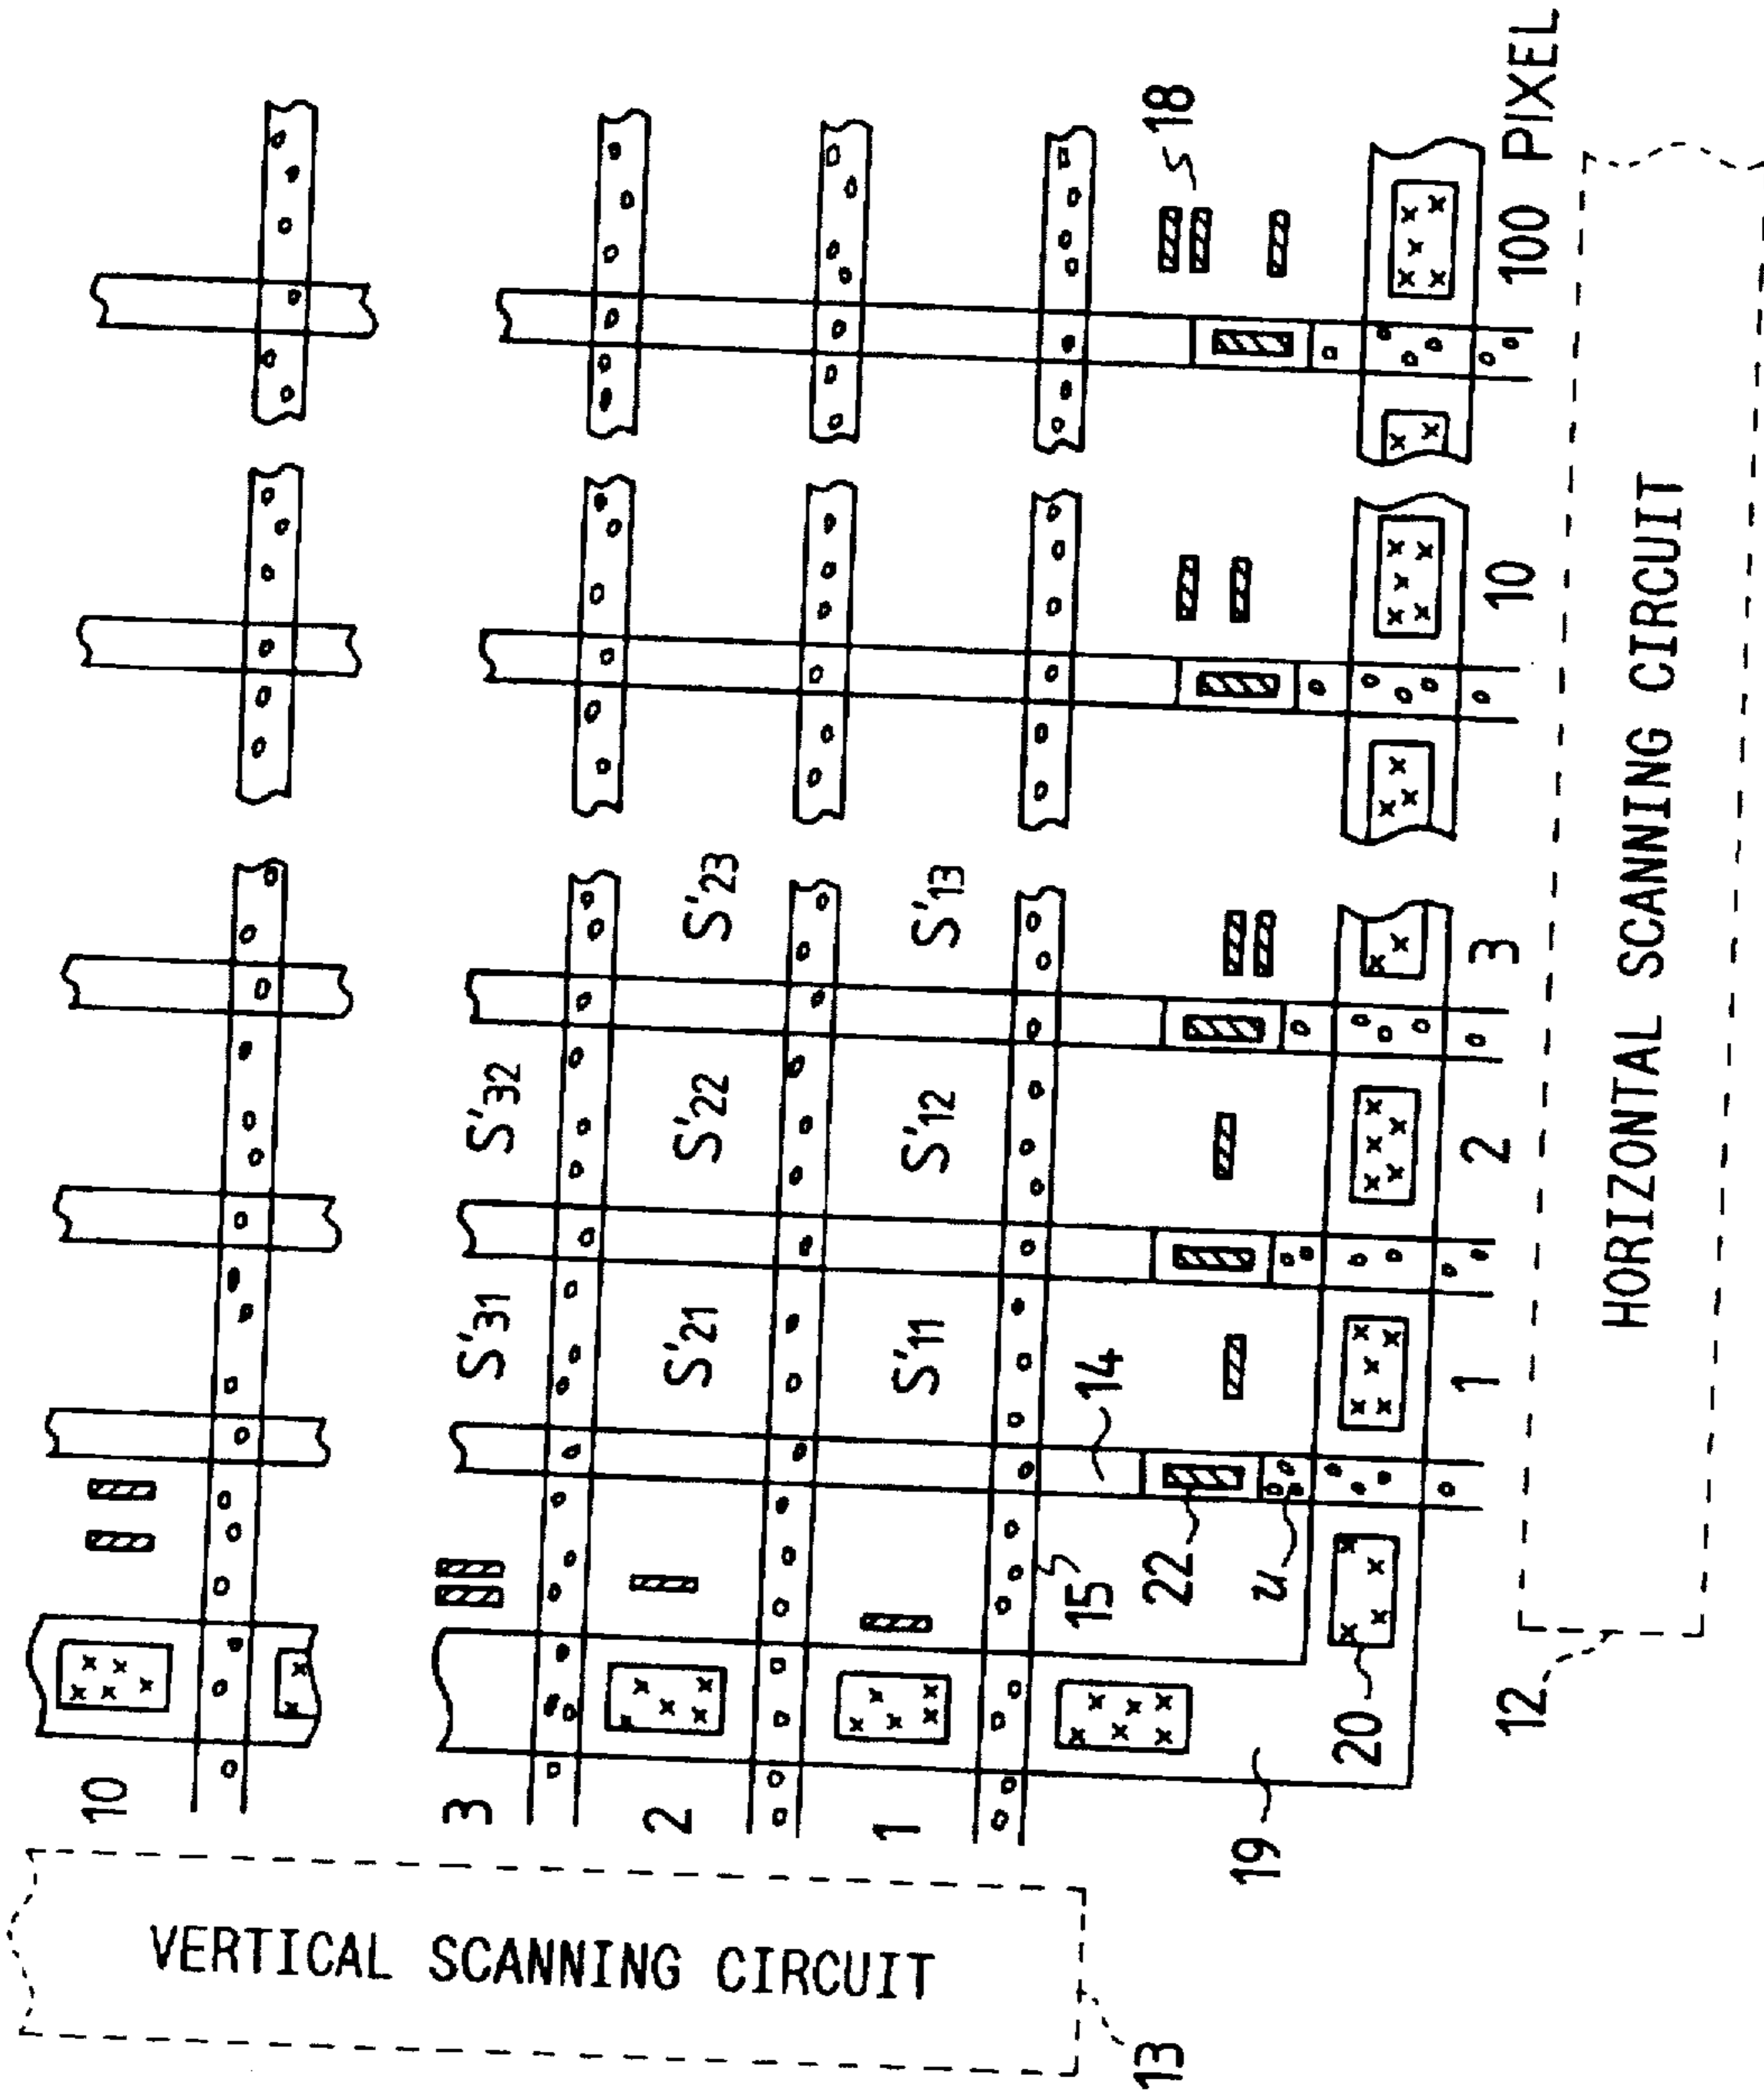 10
3
2
1
S'31
S'32
S'21
S'22
S'23
S'11
S'12
S'13
14
15
22
u
18
19
20
1
2
3
10
100 PIXEL
12
13
VERTICAL SCANNING CIRCUIT
HORIZONTAL SCANNING CIRCUIT